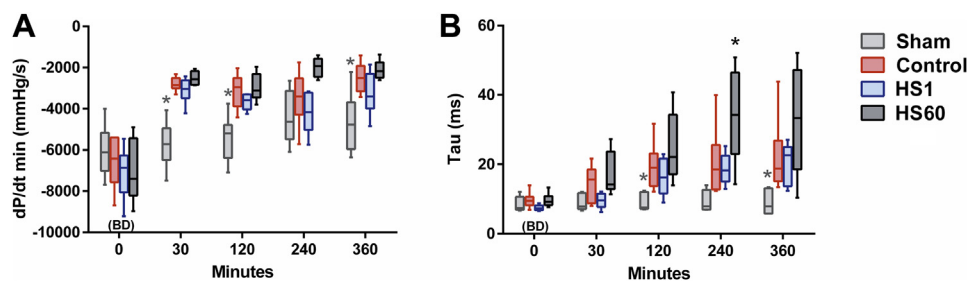 A
dP/dt min (mmHg/s)
0
-2000
-4000
-6000
-8000
-10000
*
*
*
(BD)
0 30 120 240 360
Minutes
B
Tau (ms)
60
40
20
0
*
*
*
(BD)
0 30 120 240 360
Minutes
Sham
Control
HS1
HS60